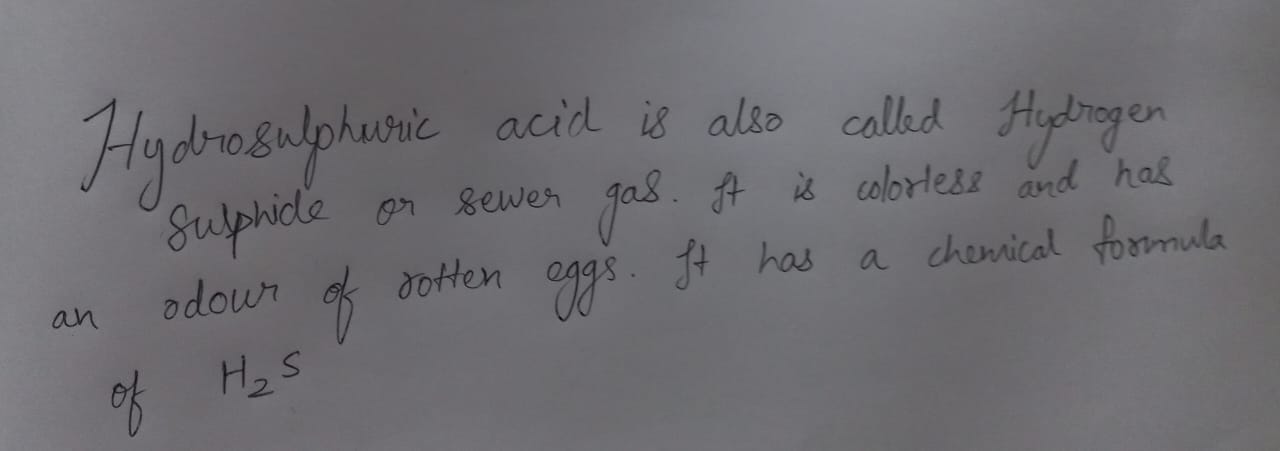 Hydrosulphuric acid is also called Hydrogen
Sulphide or sewer gas. It is colorless and has
an odour of rotten eggs. It has a chemical formula
of H₂S